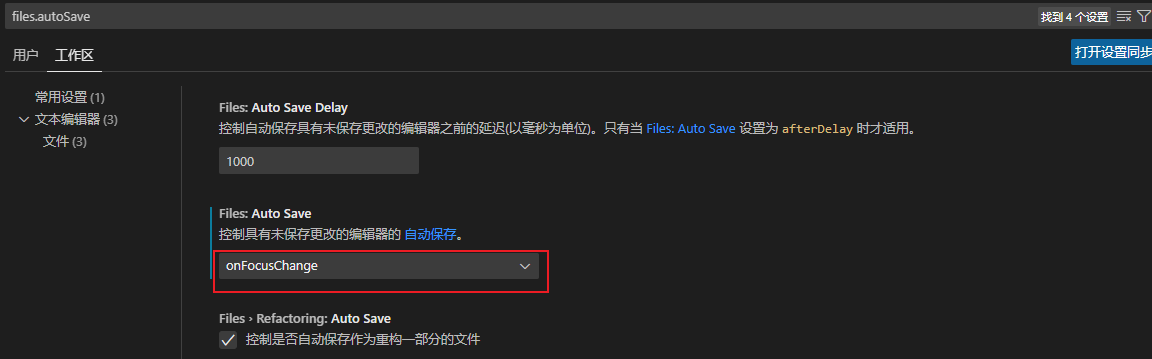 files.autoSave
找到 4 个设置
用户 工作区
打开设置同步
常用设置 (1)
文本编辑器 (3)
文件 (3)
Files: Auto Save Delay
控制自动保存具有未保存更改的编辑器之前的延迟(以毫秒为单位)。只有当 Files: Auto Save 设置为 afterDelay 时才适用。
1000
Files: Auto Save
控制具有未保存更改的编辑器的 自动保存。
onFocusChange
Files › Refactoring: Auto Save
控制是否自动保存作为重构一部分的文件